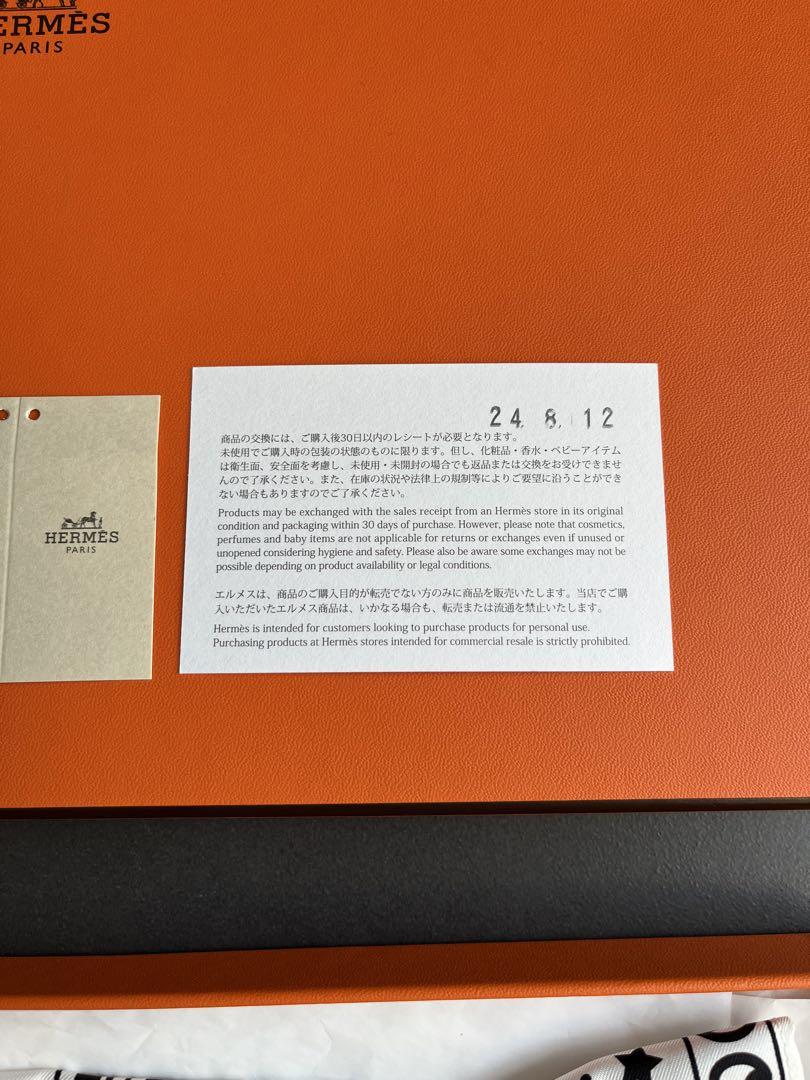 HERMÈS
PARIS
24. 8. 12
商品の交換には、ご購入後30日以内のレシートが必要となります。
未使用でご購入時の包装の状態のものに限ります。但し、化粧品・香水・ベビーアイテム
は衛生面、安全面を考慮し、未使用・未開封の場合でも返品または交換をお受けできませ
んのでご了承ください。また、在庫の状況や法律上の規制等によりご要望に沿うことができ
ない場合もありますのでご了承ください。
Products may be exchanged with the sales receipt from an Hermès store in its original
condition and packaging within 30 days of purchase. However, please note that cosmetics,
perfumes and baby items are not applicable for returns or exchanges even if unused or
unopened considering hygiene and safety. Please also be aware some exchanges may not be
possible depending on product availability or legal conditions.
エルメスは、商品のご購入目的が転売でない方のみに商品を販売いたします。当店でご購
入いただいたエルメス商品は、いかなる場合も、転売または流通を禁止いたします。
Hermès is intended for customers looking to purchase products for personal use.
Purchasing products at Hermès stores intended for commercial resale is strictly prohibited.
HERMÈS
PARIS